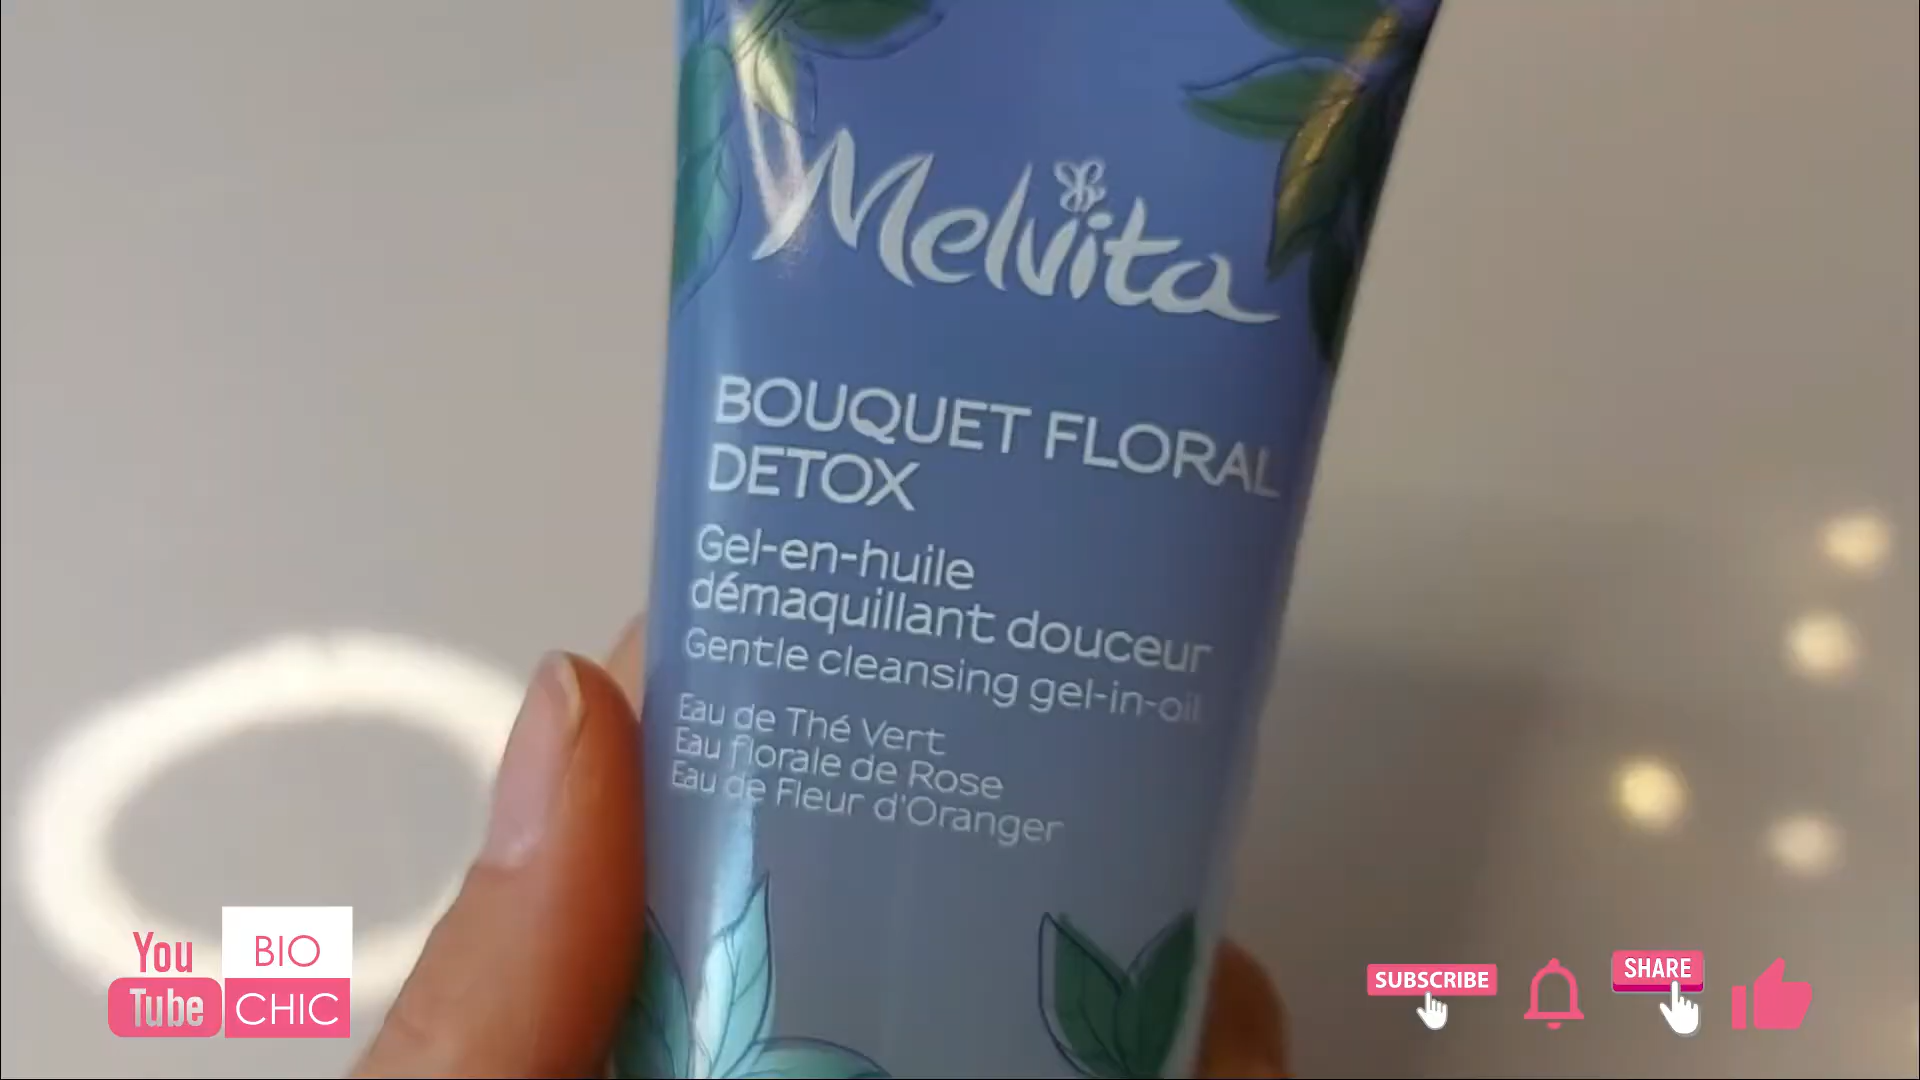 Melvita
BOUQUET FLORAL
DETOX
Gel-en-huile
démaquillant douceur
Gentle cleansing gel-in-oil
Eau de Thé Vert
Eau florale de Rose
Eau de Fleur d'Oranger
You
Tube
BIO
CHIC
SUBSCRIBE
SHARE